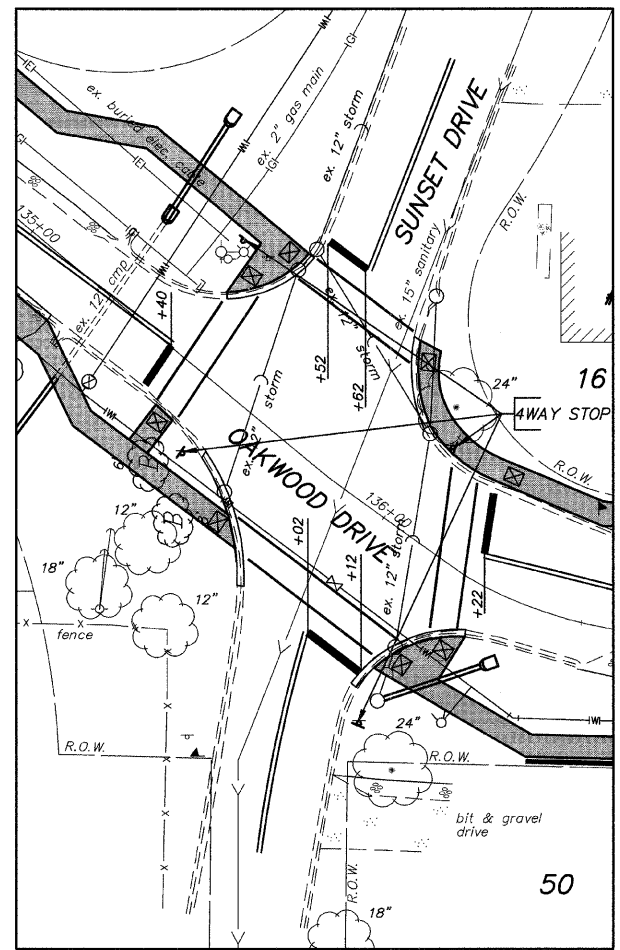 ex. buried elec. cable
ex. 2" gas main
ex. 12" storm
SUNSET DRIVE
R.O.W.
135+00
ex. 12" cmp
ex. 15" sanitary
+40
+52
+62
ex. 12" storm
16
24"
4WAY STOP
ex. 12" storm
OAKWOOD DRIVE
R.O.W.
136+00
+02
+12
+22
ex. 12" storm
12"
18"
12"
fence
R.O.W.
24"
R.O.W.
bit & gravel
drive
R.O.W.
18"
50